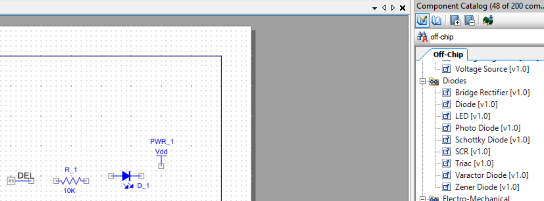 Component Catalog (48 of 200 com...
off-chip
Off-Chip
Voltage Source [v1.0]
Diodes
Bridge Rectifier [v1.0]
Diode [v1.0]
LED [v1.0]
Photo Diode [v1.0]
Schottky Diode [v1.0]
SCR [v1.0]
Triac [v1.0]
Varactor Diode [v1.0]
Zener Diode [v1.0]
Electro-Mechanical
PWR_1
Vdd
DEL
R_1
10K
D_1